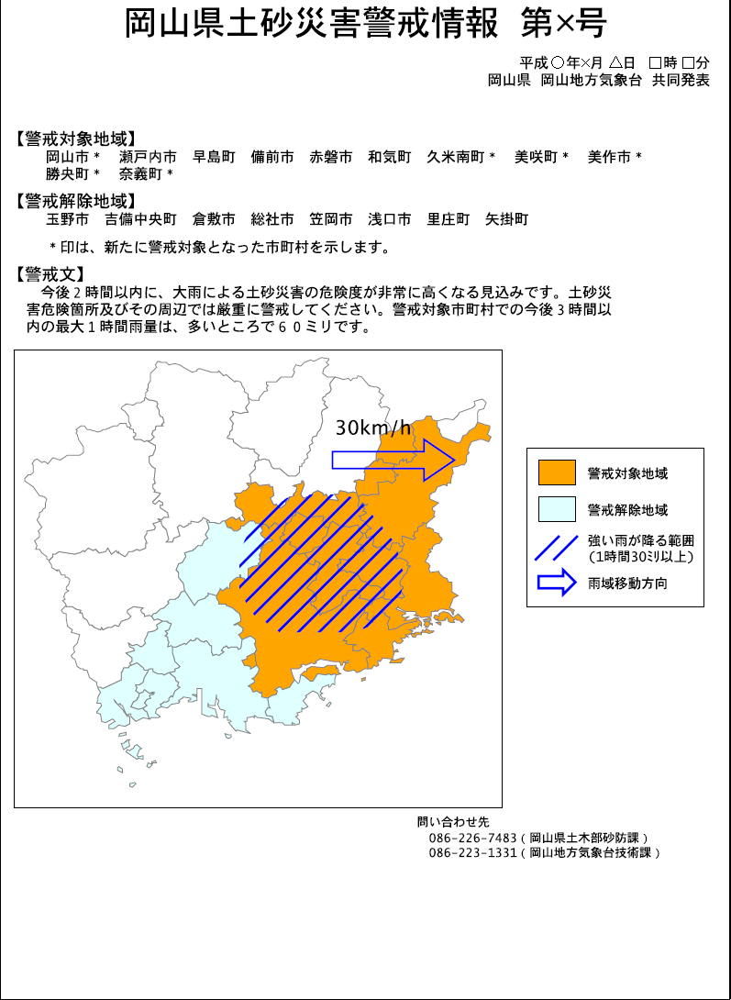 岡山県土砂災害警戒情報　第×号
平成○年×月 △日　□時 □分
岡山県　岡山地方気象台　共同発表
【警戒対象地域】
岡山市＊　瀬戸内市　早島町　備前市　赤磐市　和気町　久米南町＊　美咲町＊　美作市＊
勝央町＊　奈義町＊
【警戒解除地域】
玉野市　吉備中央町　倉敷市　総社市　笠岡市　浅口市　里庄町　矢掛町
＊印は、新たに警戒対象となった市町村を示します。
【警戒文】
今後２時間以内に、大雨による土砂災害の危険度が非常に高くなる見込みです。土砂災
害危険箇所及びその周辺では厳重に警戒してください。警戒対象市町村での今後３時間以
内の最大１時間雨量は、多いところで６０ミリです。
30km/h
警戒対象地域
警戒解除地域
強い雨が降る範囲
(1時間30ﾐﾘ以上)
雨域移動方向
問い合わせ先
086-226-7483（岡山県土木部砂防課）
086-223-1331（岡山地方気象台技術課）